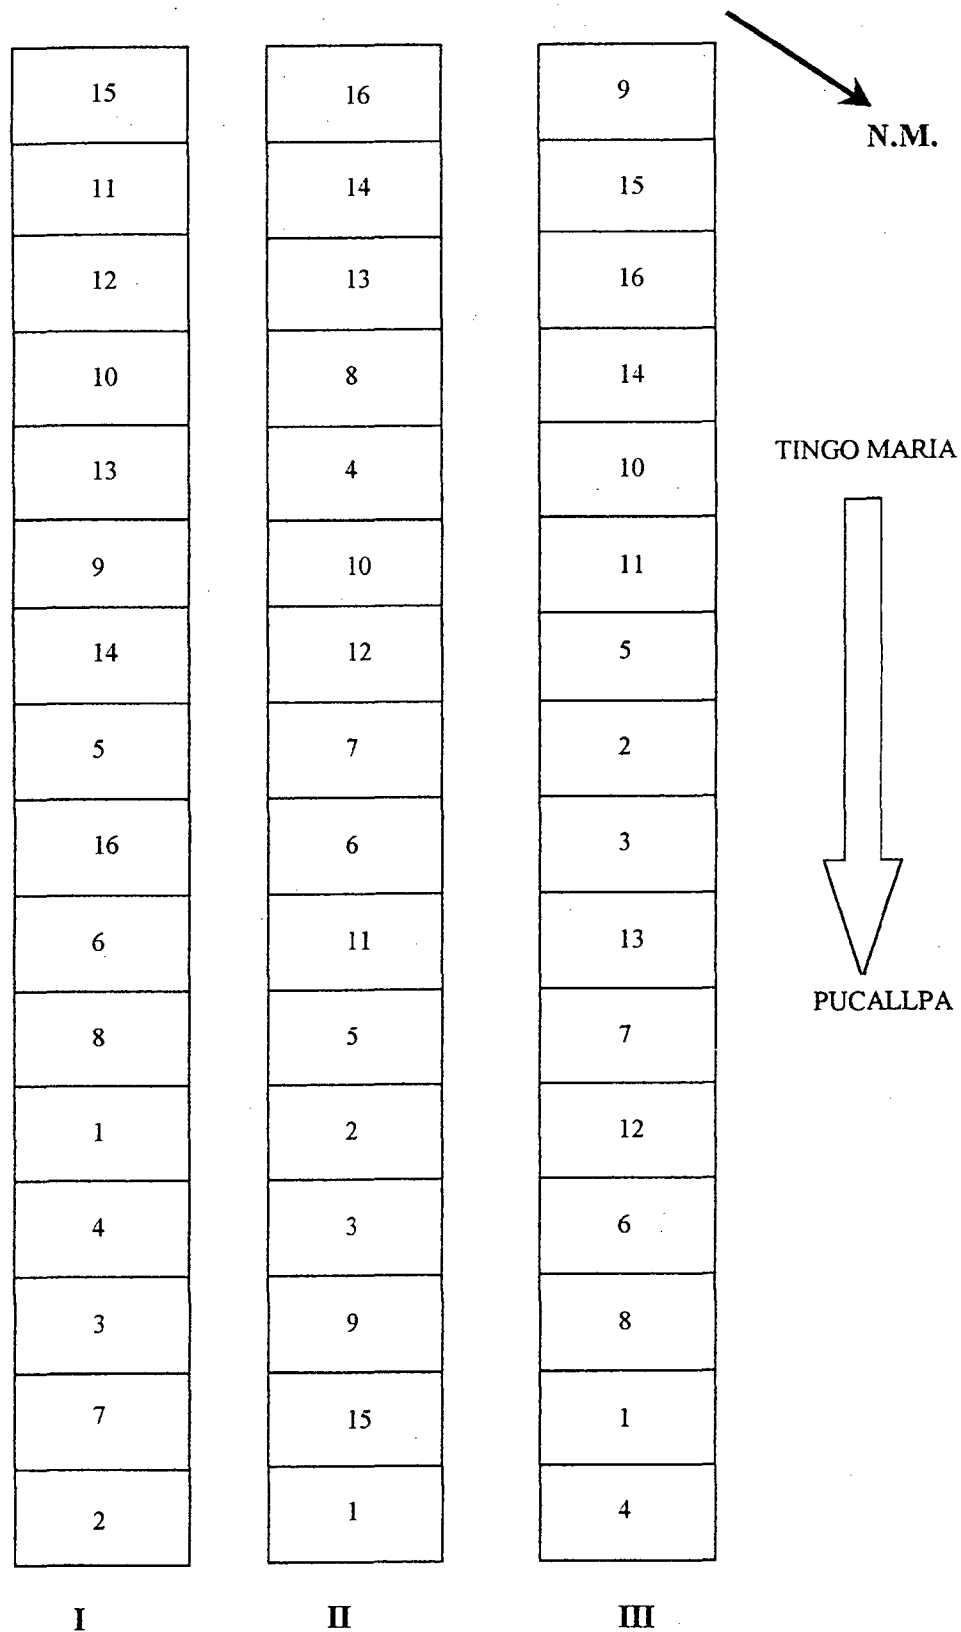 15 16 9
N.M.
11 14 15
12 13 16
10 8 14
TINGO MARIA
13 4 10
9 10 11
14 12 5
5 7 2
16 6 3
6 11 13
PUCALLPA
8 5 7
1 2 12
4 3 6
3 9 8
7 15 1
2 1 4
I II III